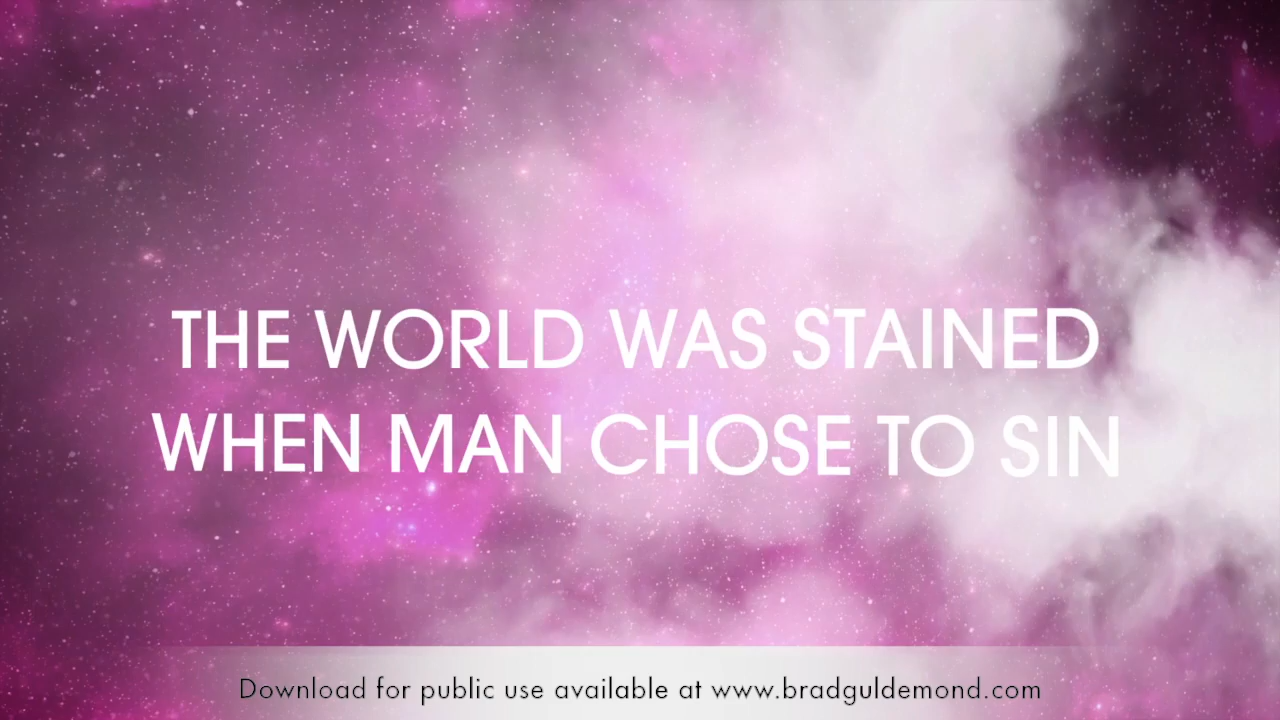 THE WORLD WAS STAINED
WHEN MAN CHOSE TO SIN
Download for public use available at www.bradguldemond.com